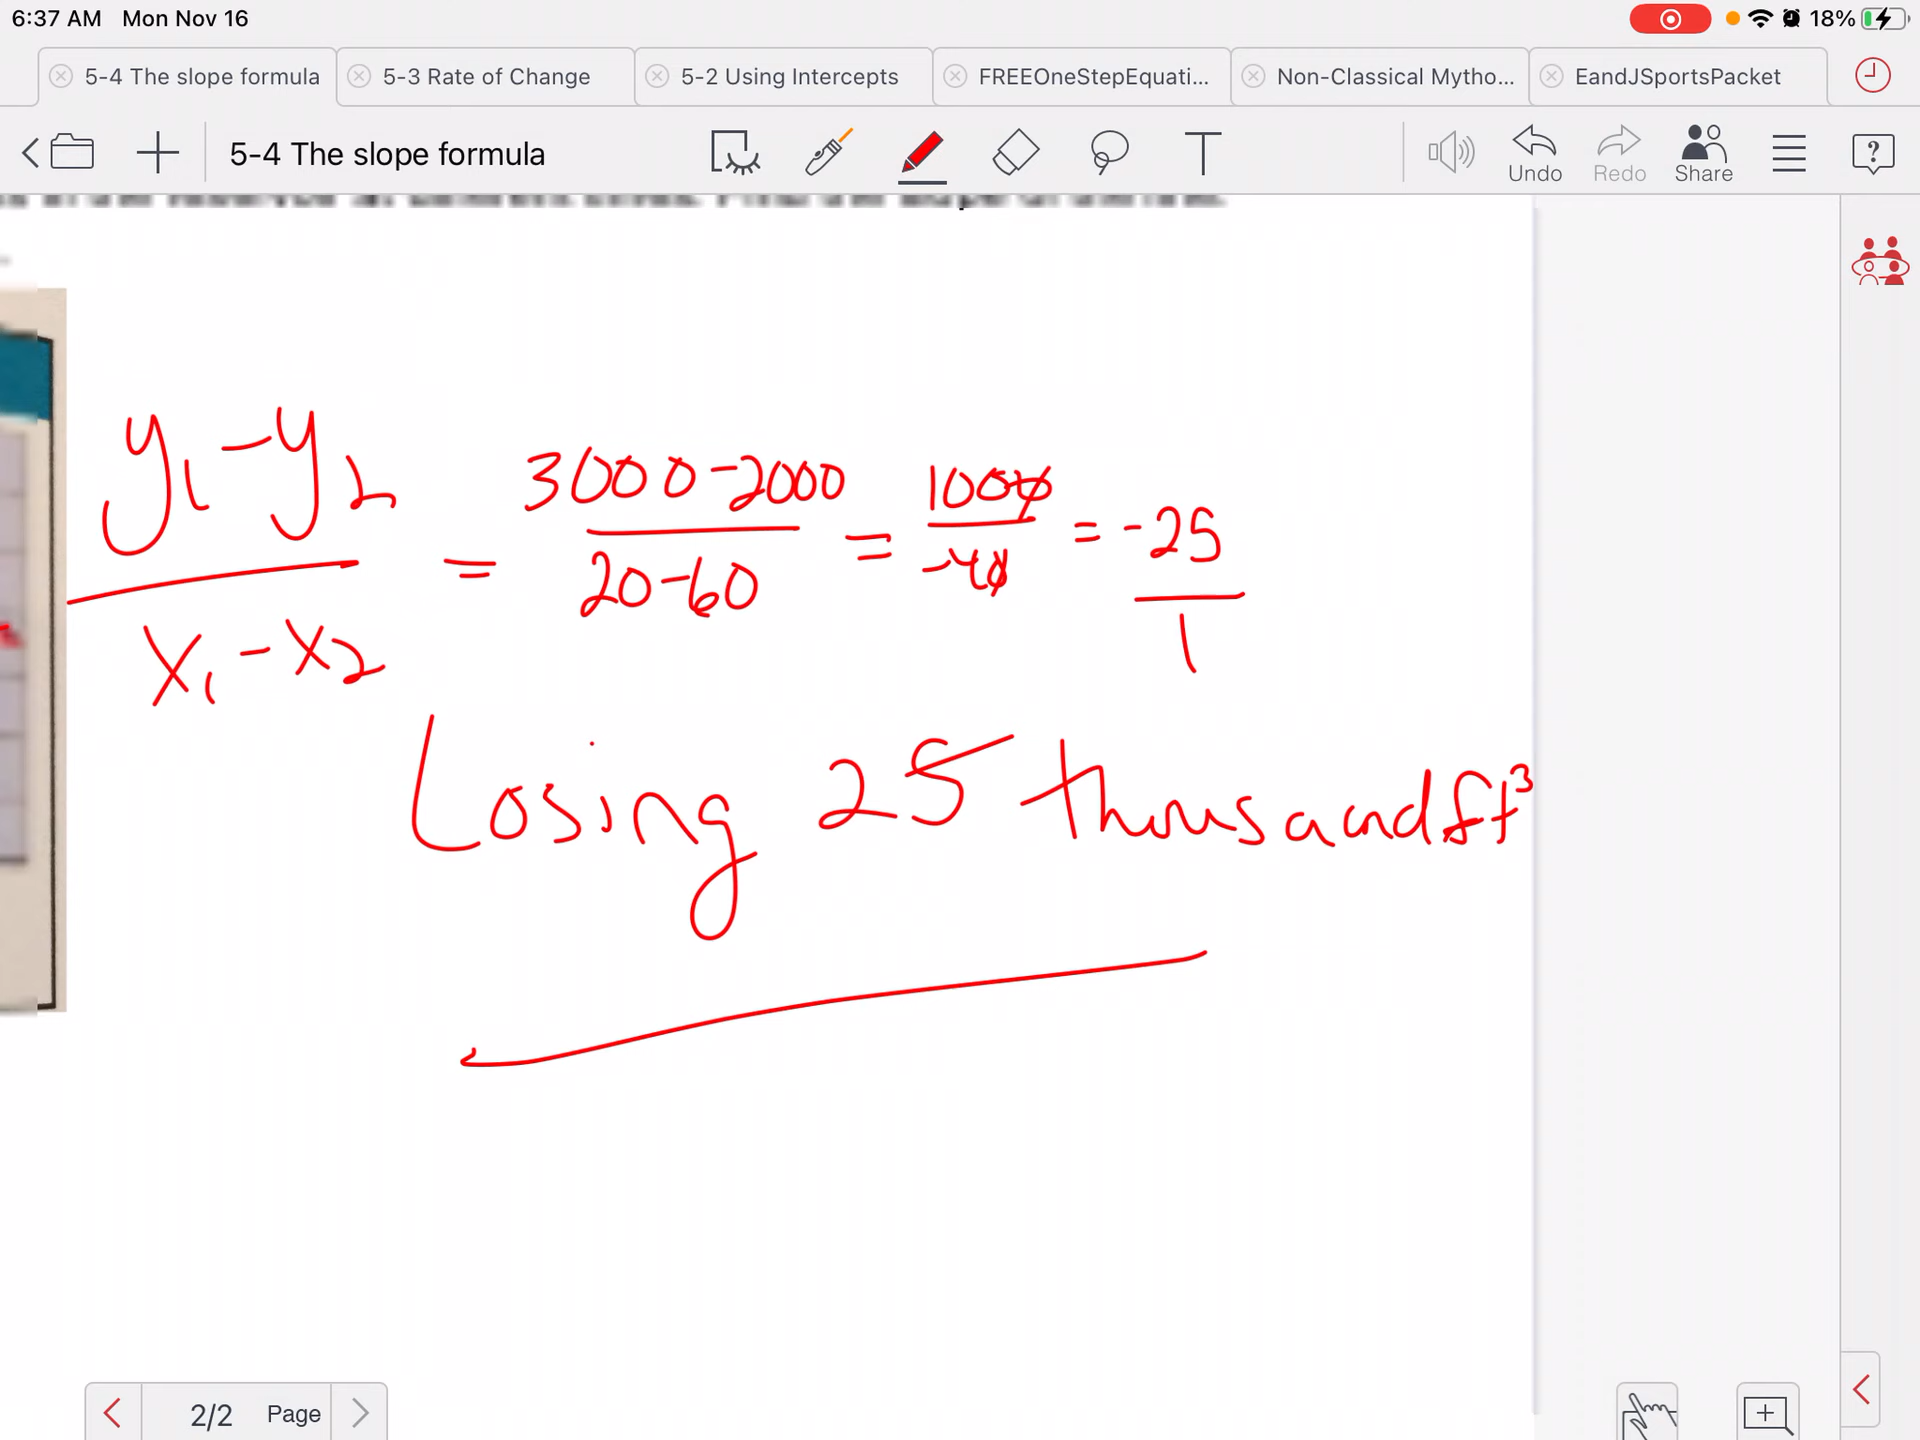 6:37 AM Mon Nov 16
18%
5-4 The slope formula
5-3 Rate of Change
5-2 Using Intercepts
FREEOneStepEquati...
Non-Classical Mytho...
EandJSportsPacket
5-4 The slope formula
T
Undo
Redo
Share
?
y₁-y₂ / x₁-x₂ = 3000-2000 / 20-60 = 1000 / -40 = -25 / 1
Losing 25 thousand ft³
2/2 Page